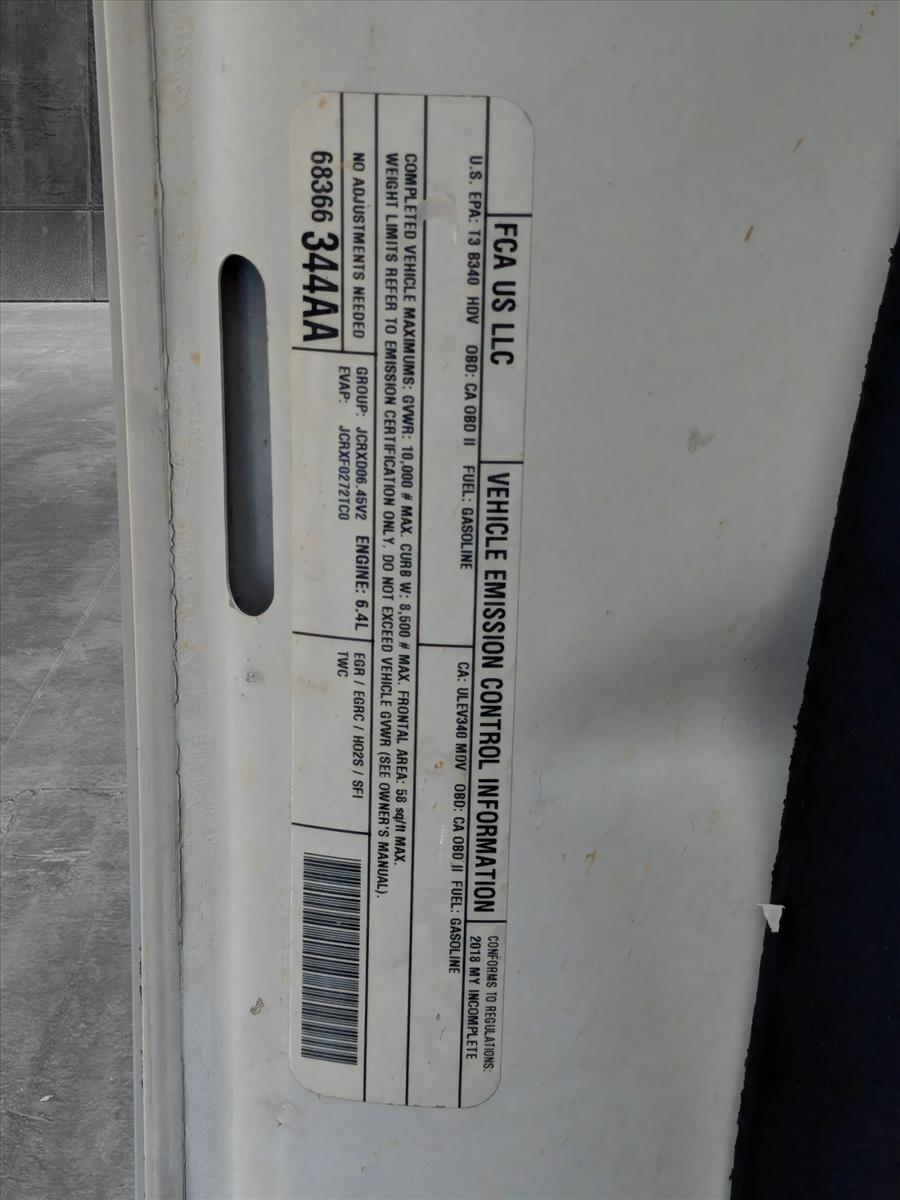 FCA US LLC
VEHICLE EMISSION CONTROL INFORMATION
CONFORMS TO REGULATIONS:
2018 MY INCOMPLETE
U.S. EPA: T3 B340 HDV OBD: CA OBD II FUEL: GASOLINE
CA: ULEV340 MDV OBD: CA OBD II FUEL: GASOLINE
COMPLETED VEHICLE MAXIMUMS: GVWR: 10,000 # MAX. CURB W: 8,500 # MAX. FRONTAL AREA: 58 sq/ft MAX.
WEIGHT LIMITS REFER TO EMISSION CERTIFICATION ONLY. DO NOT EXCEED VEHICLE GVWR (SEE OWNER'S MANUAL).
NO ADJUSTMENTS NEEDED
68366 344AA
GROUP: JCRXD06.45V2 ENGINE: 6.4L
EVAP: JCRXF0272TC0
EGR / EGRC / HO2S / SFI
TWC